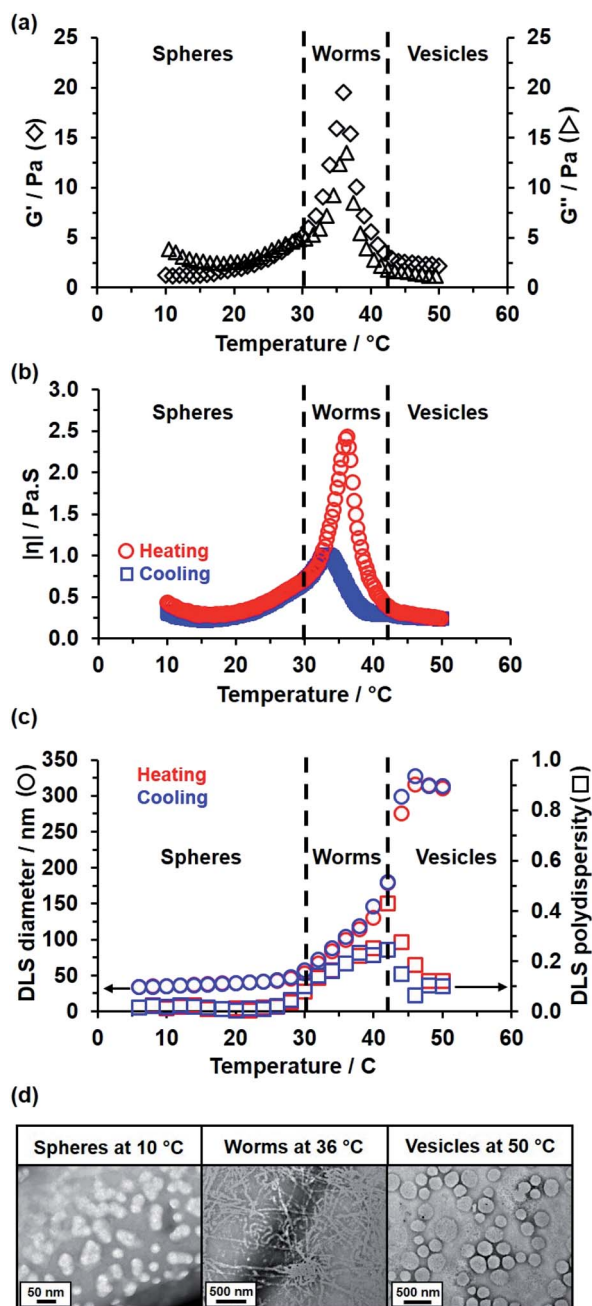 (a)
25
20
15
10
5
0
G' / Pa (◇)
Spheres
Worms
Vesicles
25
20
15
10
5
0
G'' / Pa (△)
0
10
20
30
40
50
60
Temperature / °C
(b)
3.0
2.5
2.0
1.5
1.0
0.5
0.0
|η| / Pa.S
Spheres
Worms
Vesicles
Heating
Cooling
0
10
20
30
40
50
60
Temperature / °C
(c)
350
300
250
200
150
100
50
0
DLS diameter / nm (○)
Heating
Cooling
Spheres
Worms
Vesicles
1.0
0.8
0.6
0.4
0.2
0.0
DLS polydispersity (□)
0
10
20
30
40
50
60
Temperature / C
(d)
Spheres at 10 °C
Worms at 36 °C
Vesicles at 50 °C
50 nm
500 nm
500 nm